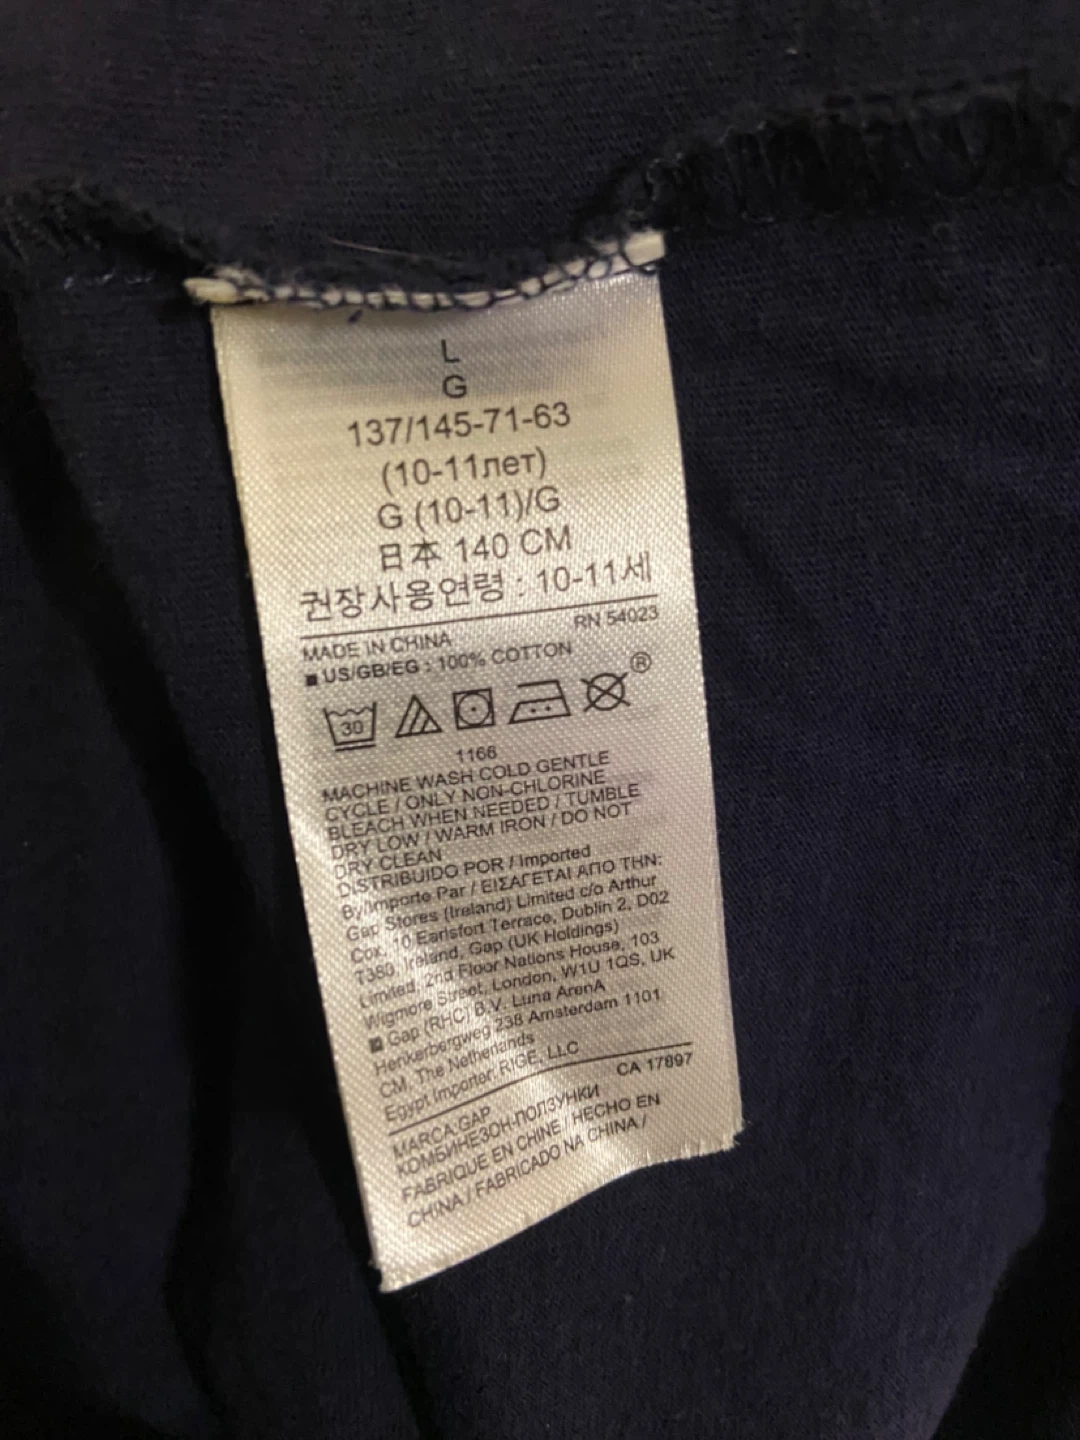 L
G
137/145-71-63
(10-11лет)
G (10-11)/G
日本 140 CM
권장사용연령 : 10-11세
RN 54023
MADE IN CHINA
■ US/GB/EG : 100% COTTON
30
®
1166
MACHINE WASH COLD GENTLE
CYCLE / ONLY NON-CHLORINE
BLEACH WHEN NEEDED / TUMBLE
DRY LOW / WARM IRON / DO NOT
DRY CLEAN
DISTRIBUIDO POR / Imported
By/Importe Par / ΕΙΣΑΓΕΤΑΙ ΑΠΟ ΤΗΝ:
Gap Stores (Ireland) Limited c/o Arthur
Cox, 10 Earlsfort Terrace, Dublin 2, D02
T380, Ireland, Gap (UK Holdings)
Limited, 2nd Floor Nations House, 103
Wigmore Street, London, W1U 1QS, UK
Gap (RHC) B.V. Luna ArenA
Herikerbergweg 238 Amsterdam 1101
CM, The Netherlands
Egypt Importer: RIGE, LLC
CA 17897
MARCA:GAP
КОМБИНЕЗОН-ПОЛЗУНКИ
FABRIQUE EN CHINE / HECHO EN
CHINA / FABRICADO NA CHINA /